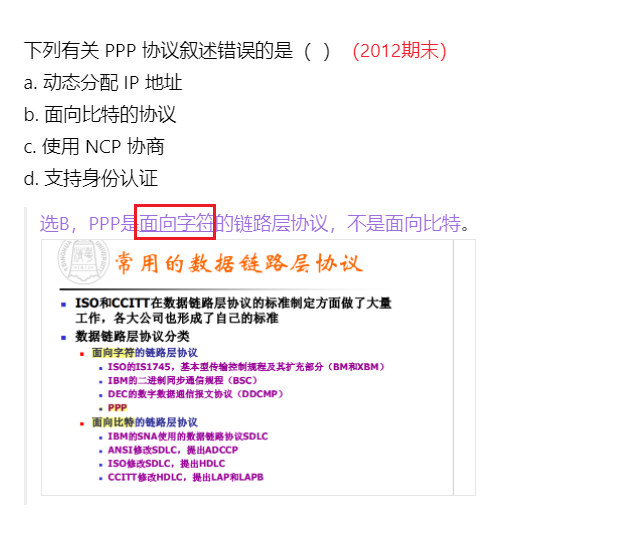 下列有关 PPP 协议叙述错误的是（ ）（2012期末）
a. 动态分配 IP 地址
b. 面向比特的协议
c. 使用 NCP 协商
d. 支持身份认证
选B，PPP是面向字符的链路层协议，不是面向比特。
常用的数据链路层协议
ISO和CCITT在数据链路层协议的标准制定方面做了大量
工作，各大公司也形成了自己的标准
数据链路层协议分类
面向字符的链路层协议
ISO的IS1745，基本型传输控制规程及其扩充部分（BM和XBM）
IBM的二进制同步通信规程（BSC）
DEC的数字数据通信报文协议（DDCMP）
PPP
面向比特的链路层协议
IBM的SNA使用的数据链路协议SDLC
ANSI修改SDLC，提出ADCCP
ISO修改SDLC，提出HDLC
CCITT修改HDLC，提出LAP和LAPB